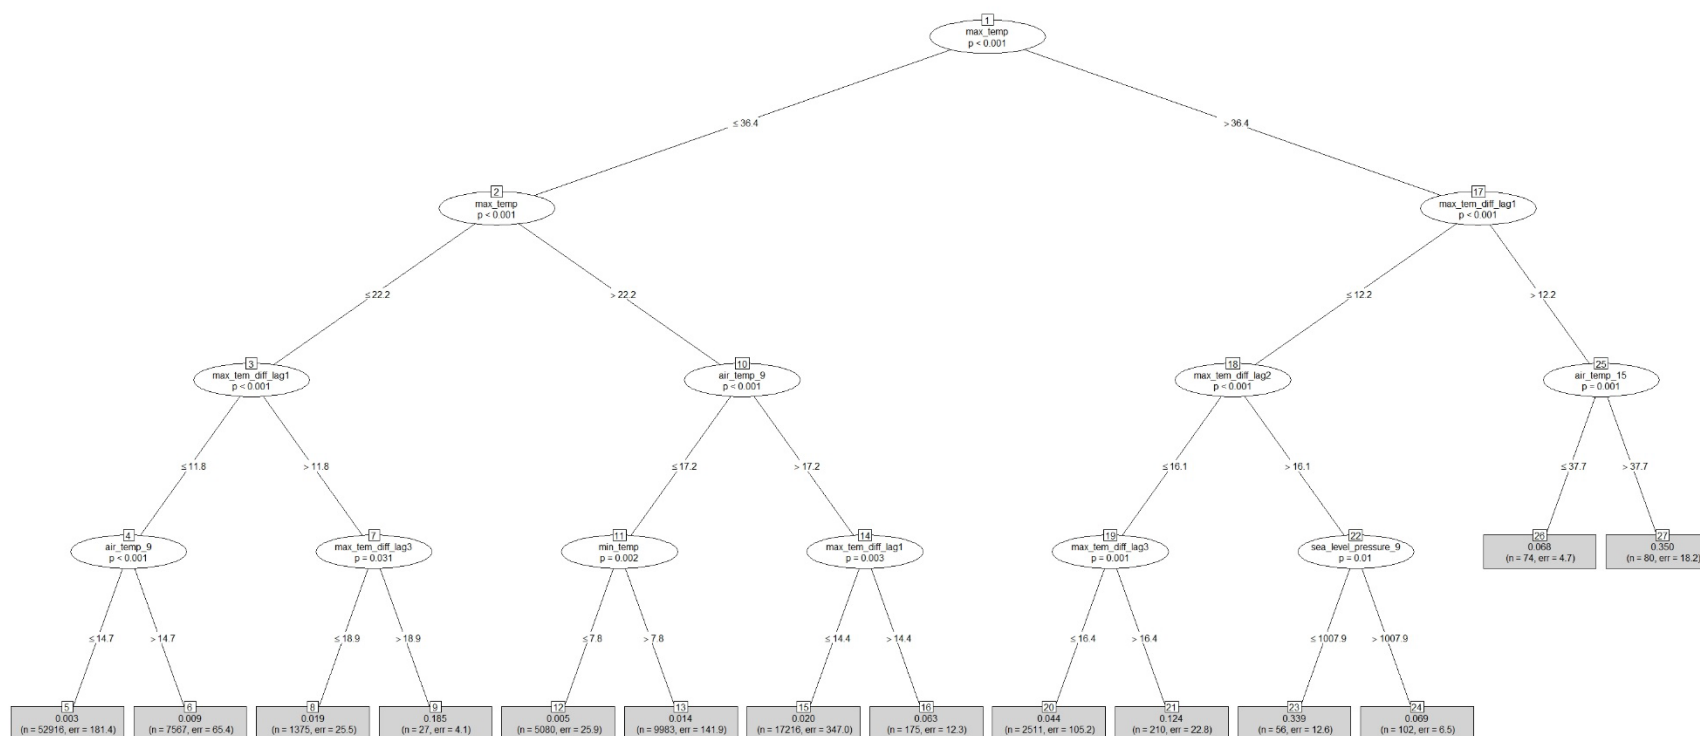 1
max_temp
p < 0.001
≤ 36.4
> 36.4
2
max_temp
p < 0.001
17
max_tem_diff_lag1
p < 0.001
≤ 22.2
> 22.2
≤ 12.2
> 12.2
3
max_tem_diff_lag1
p < 0.001
10
air_temp_9
p < 0.001
18
max_tem_diff_lag2
p < 0.001
25
air_temp_15
p = 0.001
≤ 11.8
> 11.8
≤ 17.2
> 17.2
≤ 16.1
> 16.1
≤ 37.7
> 37.7
4
air_temp_9
p < 0.001
7
max_tem_diff_lag3
p = 0.031
11
min_temp
p = 0.002
14
max_tem_diff_lag1
p = 0.003
19
max_tem_diff_lag3
p = 0.001
22
sea_level_pressure_9
p = 0.01
26
0.068
(n = 74, err = 4.7)
27
0.350
(n = 80, err = 18.2)
≤ 14.7
> 14.7
≤ 18.9
> 18.9
≤ 7.8
> 7.8
≤ 14.4
> 14.4
≤ 16.4
> 16.4
≤ 1007.9
> 1007.9
5
0.003
(n = 52916, err = 181.4)
6
0.009
(n = 7567, err = 65.4)
8
0.019
(n = 1375, err = 25.5)
9
0.185
(n = 27, err = 4.1)
12
0.005
(n = 5080, err = 25.9)
13
0.014
(n = 9983, err = 141.9)
15
0.020
(n = 17216, err = 347.0)
16
0.063
(n = 175, err = 12.3)
20
0.044
(n = 2511, err = 105.2)
21
0.124
(n = 210, err = 22.8)
23
0.339
(n = 56, err = 12.6)
24
0.069
(n = 102, err = 6.5)